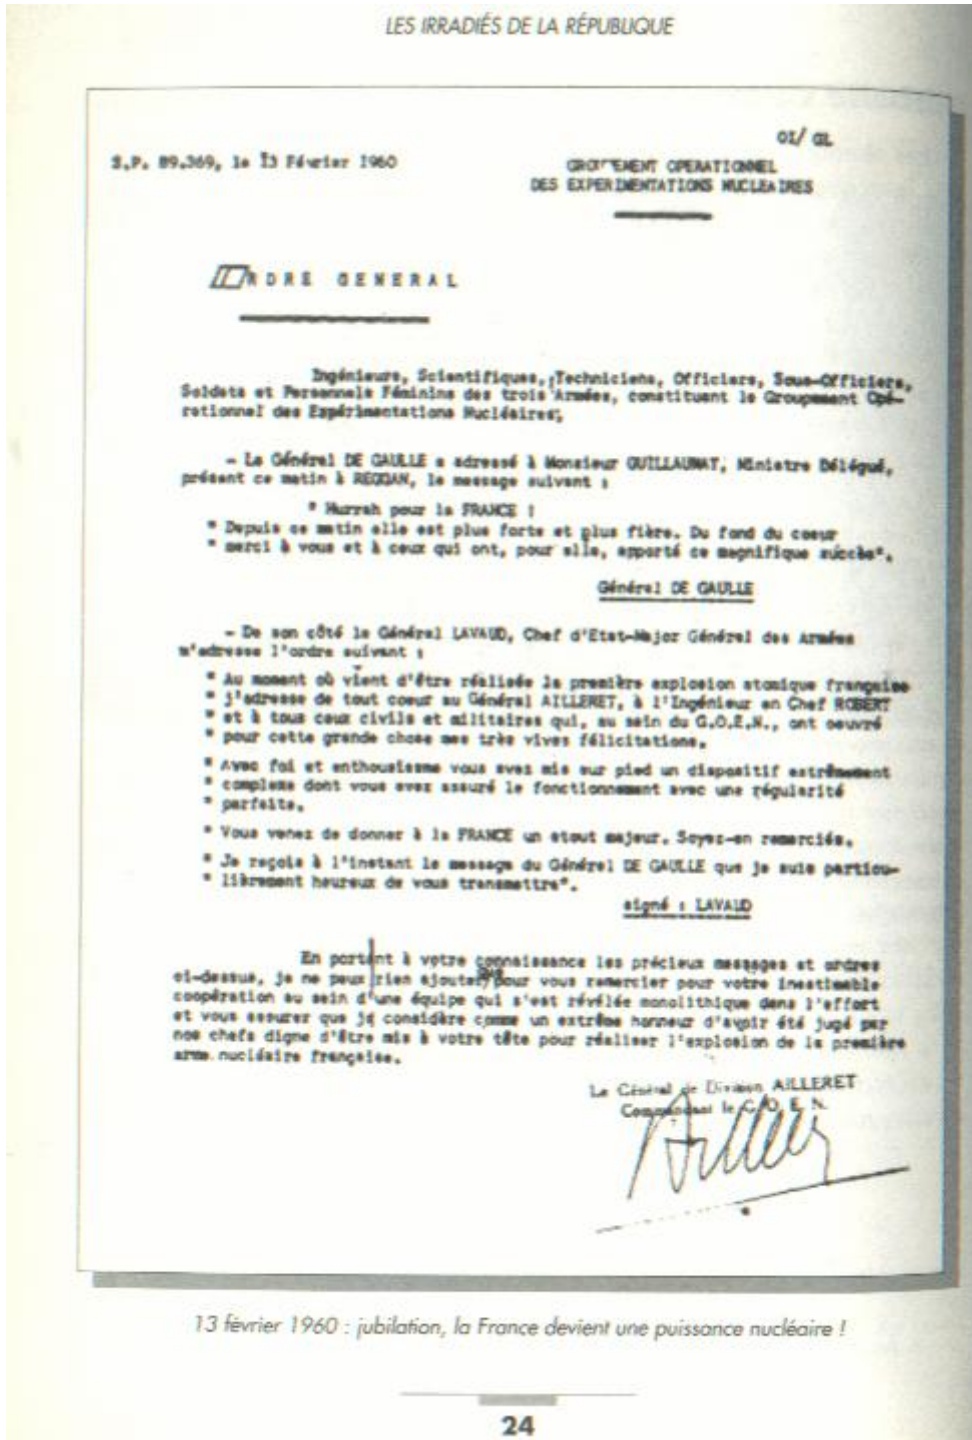 LES IRRADIÉS DE LA RÉPUBLIQUE
OI/ GL
S.P. 89.369, le 13 Février 1960
GROUPEMENT OPERATIONNEL
DES EXPERIMENTATIONS NUCLEAIRES
ORDRE GENERAL
Ingénieurs, Scientifiques, Techniciens, Officiers, Sous-Officiers,
Soldats et Personnels Féminins des trois Armées, constituant le Groupement Opé-
rationnel des Expérimentations Nucléaires,
- Le Général DE GAULLE a adressé à Monsieur GUILLAUMAT, Ministre Délégué,
présent ce matin à REGGAN, le message suivant :
" Hurrah pour la FRANCE !
" Depuis ce matin elle est plus forte et plus fière. Du fond du coeur
" merci à vous et à ceux qui ont, pour elle, apporté ce magnifique succès".
Général DE GAULLE
- De son côté le Général LAVAUD, Chef d'Etat-Major Général des Armées
m'adresse l'ordre suivant :
" Au moment où vient d'être réalisée la première explosion atomique française
" j'adresse de tout coeur au Général AILLERET, à l'Ingénieur en Chef ROBERT
" et à tous ceux civils et militaires qui, au sein du G.O.E.N., ont oeuvré
" pour cette grande chose mes très vives félicitations.
" Avec foi et enthousiasme vous avez mis sur pied un dispositif extrêmement
" complexe dont vous avez assuré le fonctionnement avec une régularité
" parfaite.
" Vous venez de donner à la FRANCE un atout majeur. Soyez-en remerciés.
" Je reçois à l'instant le message du Général DE GAULLE que je suis particu-
" lièrement heureux de vous transmettre".
signé : LAVAUD
En portant à votre connaissance les précieux messages et ordres
ci-dessus, je ne peux rien ajouter que pour vous remercier pour votre inestimable
coopération au sein d'une équipe qui s'est révélée monolithique dans l'effort
et vous assurer que je considère comme un extrême honneur d'avoir été jugé par
nos chefs digne d'être mis à votre tête pour réaliser l'explosion de la première
arme nucléaire française.
Le Général de Division AILLERET
Commandant le G. O. E. N.
13 février 1960 : jubilation, la France devient une puissance nucléaire !
24